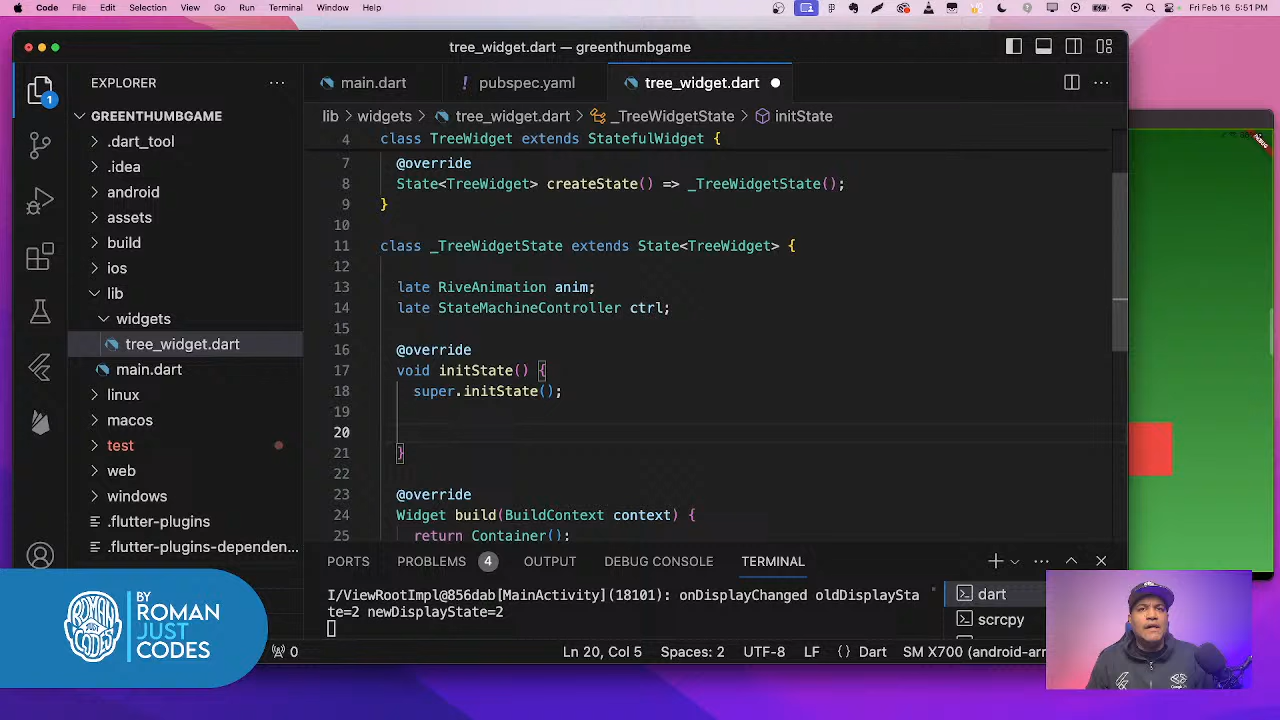 Code File Edit Selection View Go Run Terminal Window Help Fri Feb 16 5:51 PM
tree_widget.dart — greenthumbgame
EXPLORER
GREENTHUMBGAME
.dart_tool
.idea
android
assets
build
ios
lib
widgets
tree_widget.dart
main.dart
linux
macos
test
web
windows
.flutter-plugins
.flutter-plugins-dependen...
1
main.dart
pubspec.yaml
tree_widget.dart
lib > widgets > tree_widget.dart > _TreeWidgetState > initState
4 class TreeWidget extends StatefulWidget {
7 @override
8 State<TreeWidget> createState() => _TreeWidgetState();
9 }
10
11 class _TreeWidgetState extends State<TreeWidget> {
12
13 late RiveAnimation anim;
14 late StateMachineController ctrl;
15
16 @override
17 void initState() {
18 super.initState();
19
20
21 }
22
23 @override
24 Widget build(BuildContext context) {
25 return Container();
PORTS PROBLEMS 4 OUTPUT DEBUG CONSOLE TERMINAL
I/ViewRootImpl@856dab[MainActivity](18101): onDisplayChanged oldDisplaySta
te=2 newDisplayState=2
dart
scrcpy
0 Ln 20, Col 5 Spaces: 2 UTF-8 LF {} Dart SM X700 (android-arm
ROMAN
JUST
CODES
BY
ROMAN
JUST
CODES